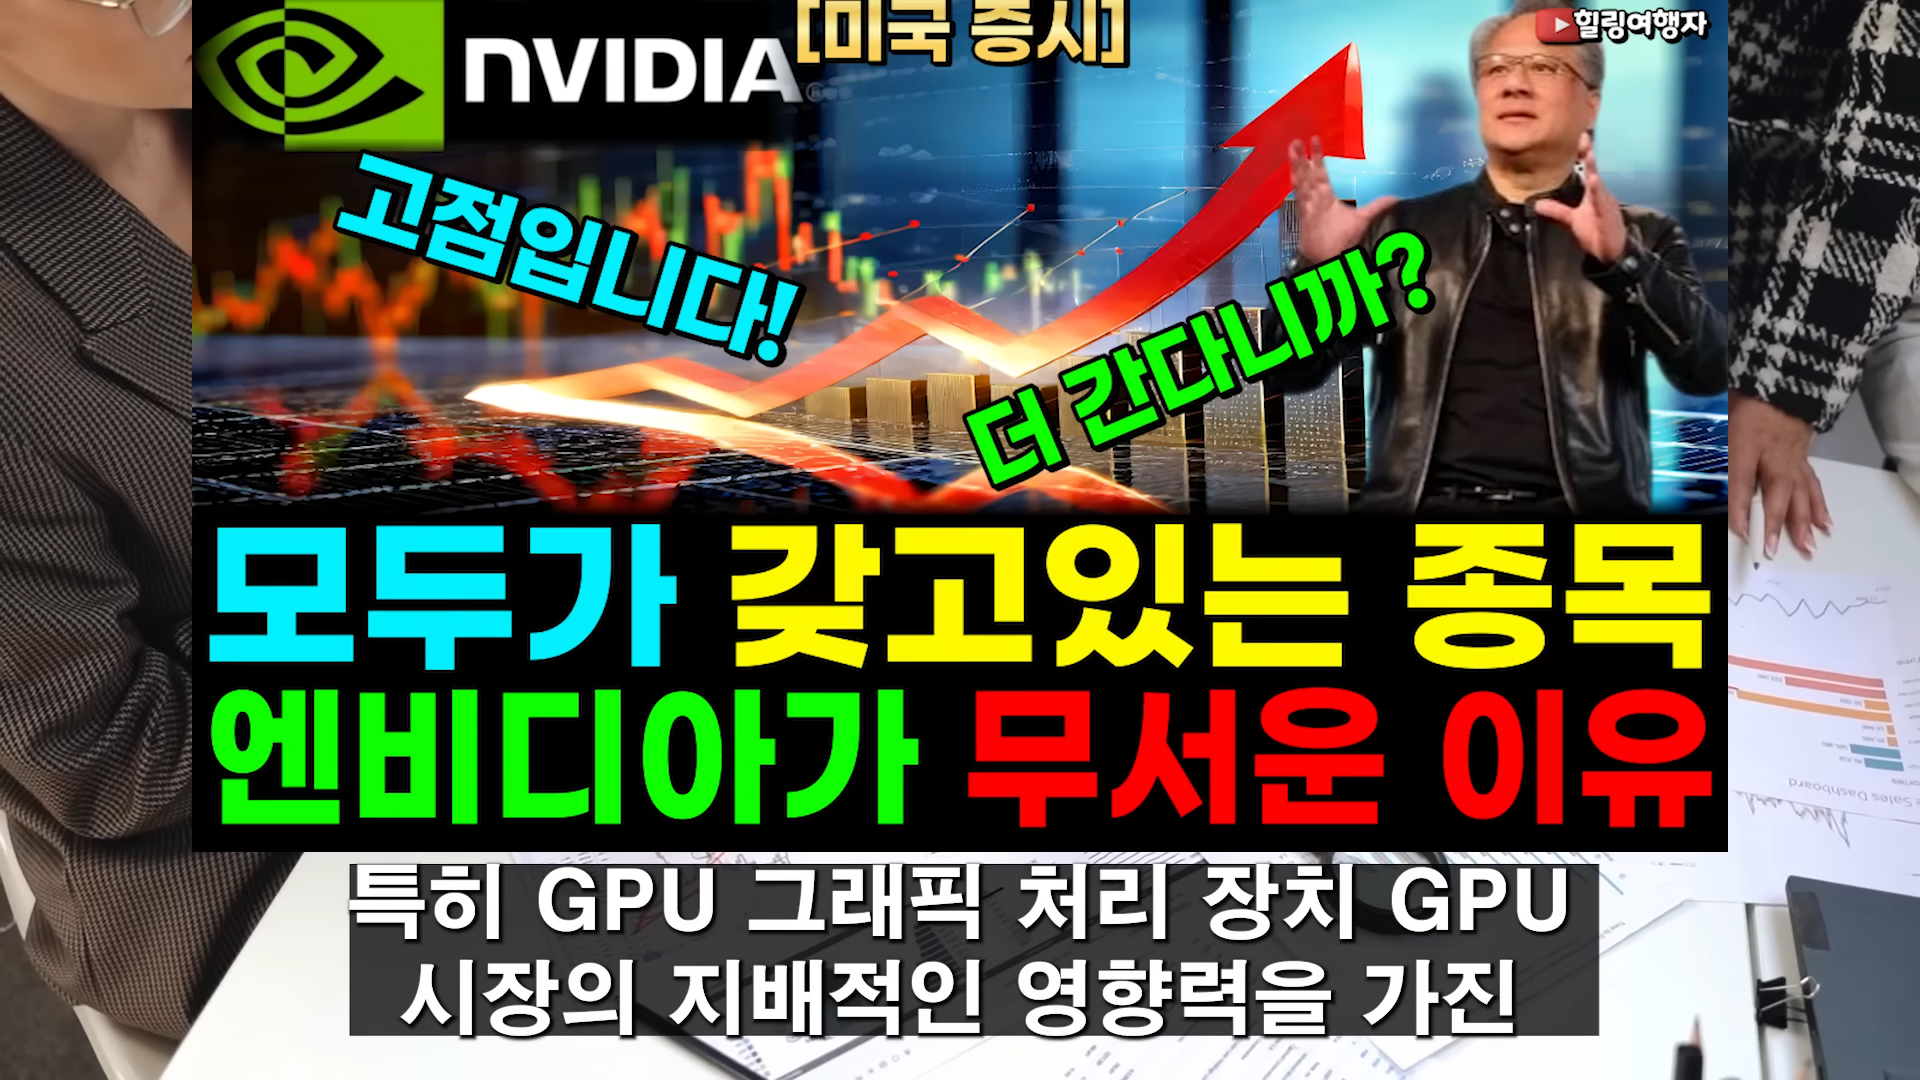 NVIDIA
[미국 증시]
힐링여행자
고점입니다!
더 간다니까?
모두가 갖고있는 종목
엔비디아가 무서운 이유
특히 GPU 그래픽 처리 장치 GPU
시장의 지배적인 영향력을 가진
Sales Dashboard